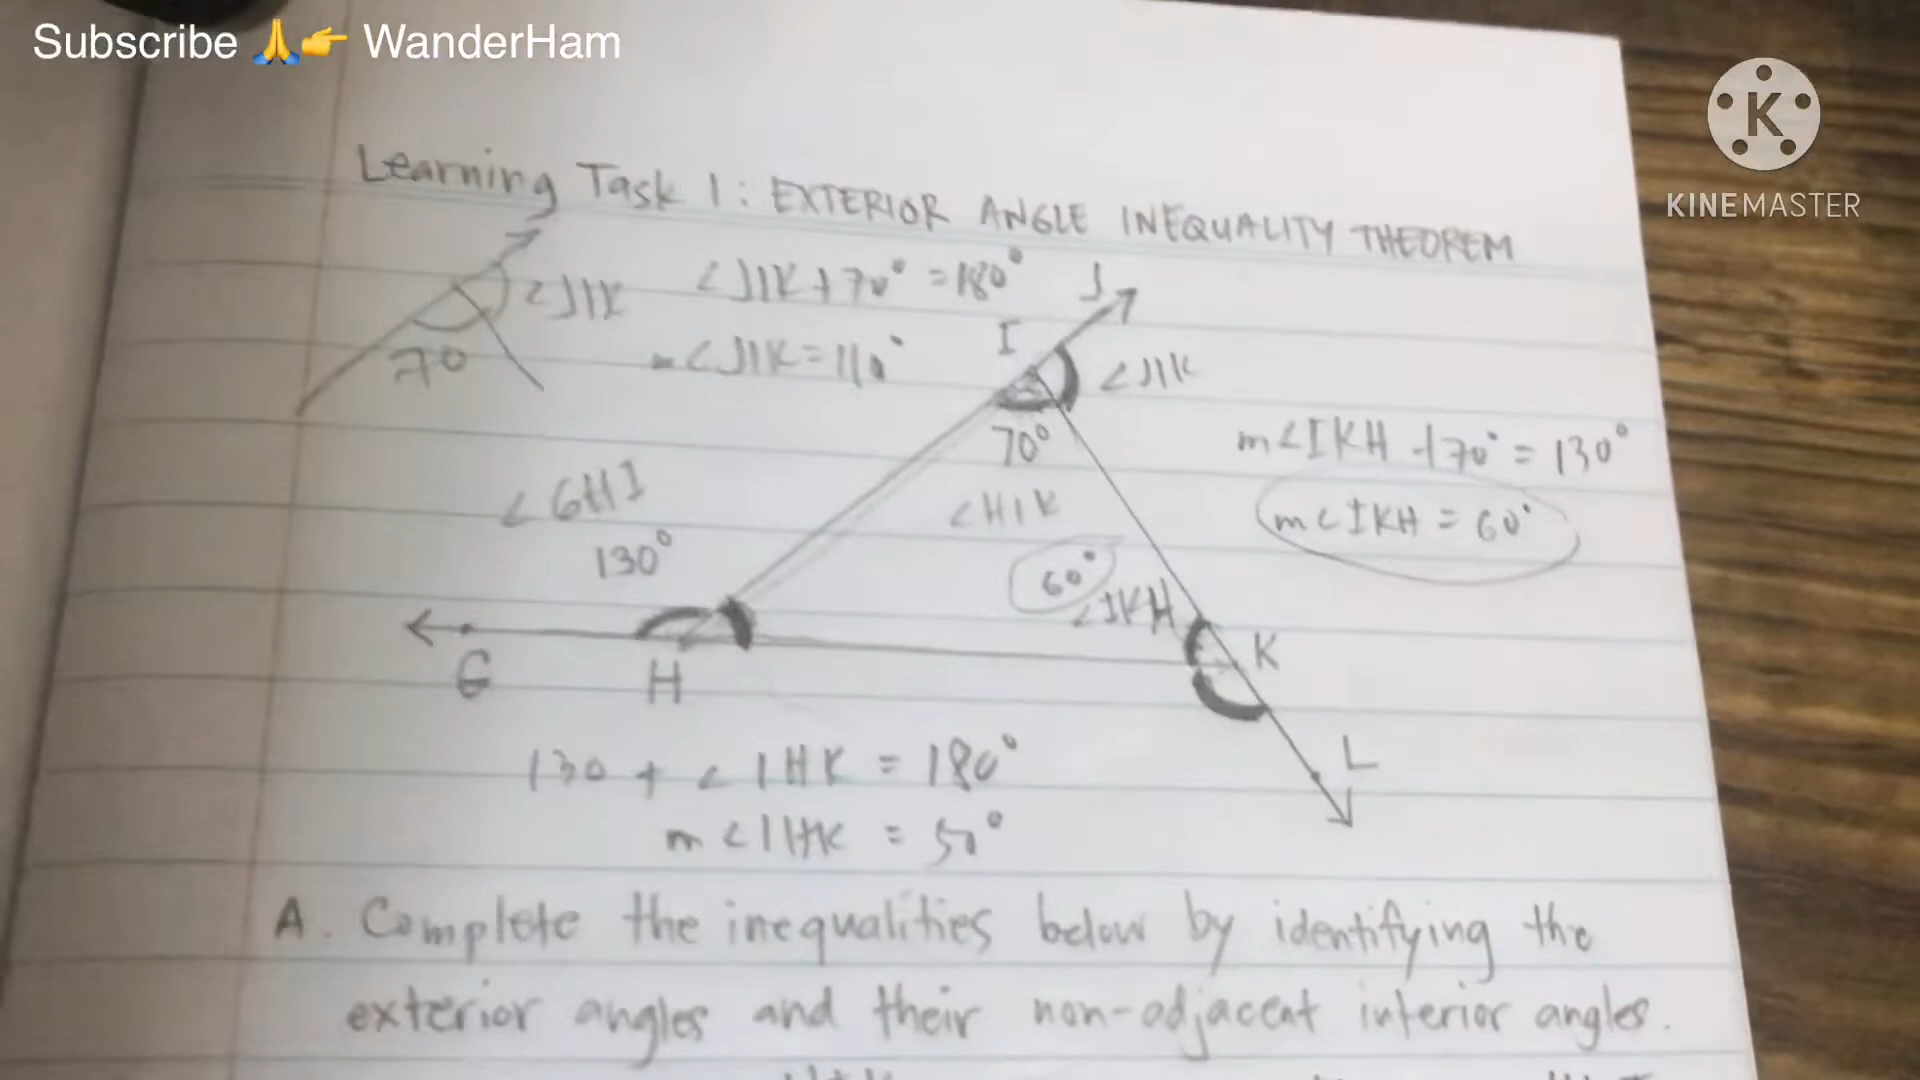 Subscribe 🙏👉 WanderHam
K
KINEMASTER
Learning Task 1: EXTERIOR ANGLE INEQUALITY THEOREM
∠JIK
70
∠JIK + 70° = 180°
m∠JIK = 110°
J
I
∠JIK
70°
∠HIK
m∠IKH + 70° = 130°
m∠IKH = 60°
∠GHI
130°
60°
∠IKH
G
H
K
L
130 + ∠IHK = 180°
m∠IHK = 50°
A. Complete the inequalities below by identifying the
exterior angles and their non-adjacent interior angles.